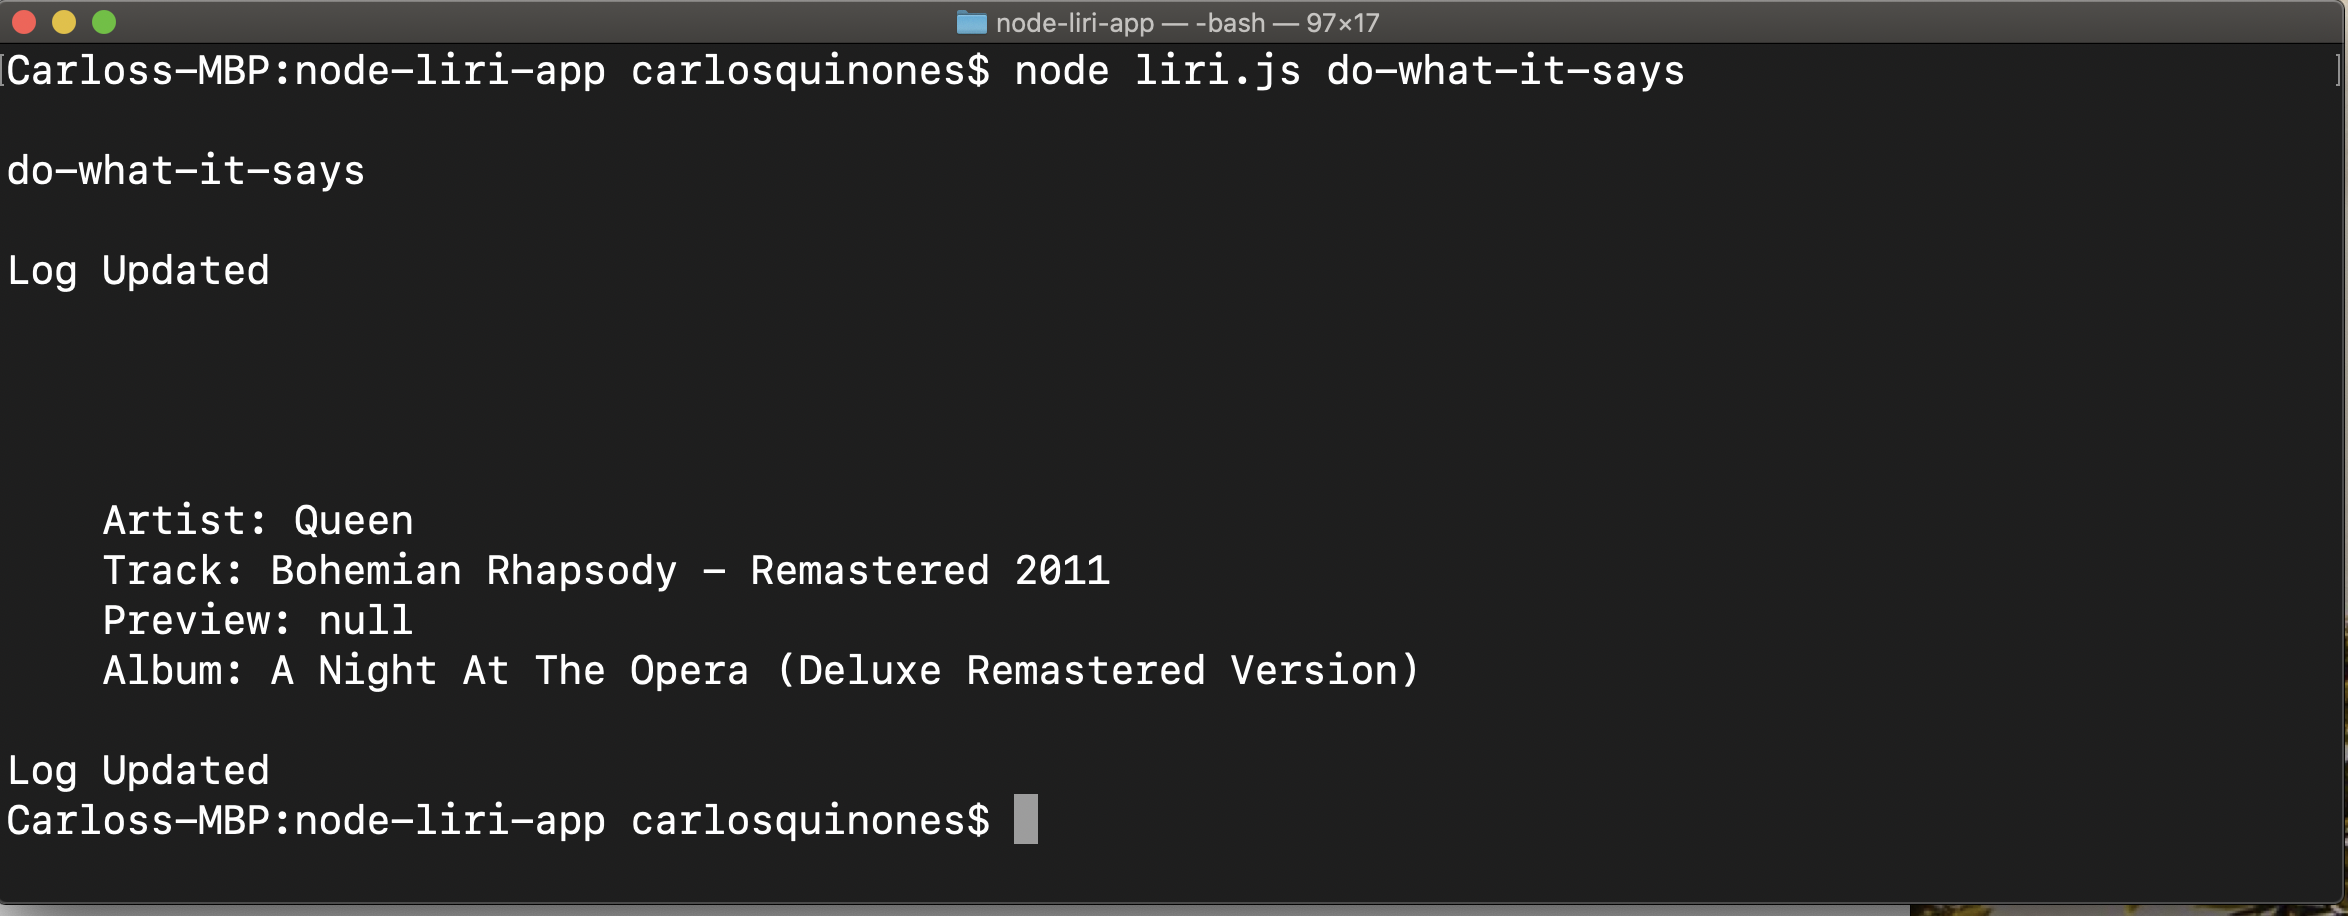 node-liri-app — -bash — 97×17
[Carloss-MBP:node-liri-app carlosquinones$ node liri.js do-what-it-says ]
do-what-it-says
Log Updated
Artist: Queen
Track: Bohemian Rhapsody - Remastered 2011
Preview: null
Album: A Night At The Opera (Deluxe Remastered Version)
Log Updated
Carloss-MBP:node-liri-app carlosquinones$